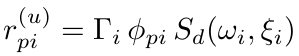 $r_{pi}^{(u)} = \Gamma_i \, \phi_{pi} \, S_d(\omega_i, \xi_i)$